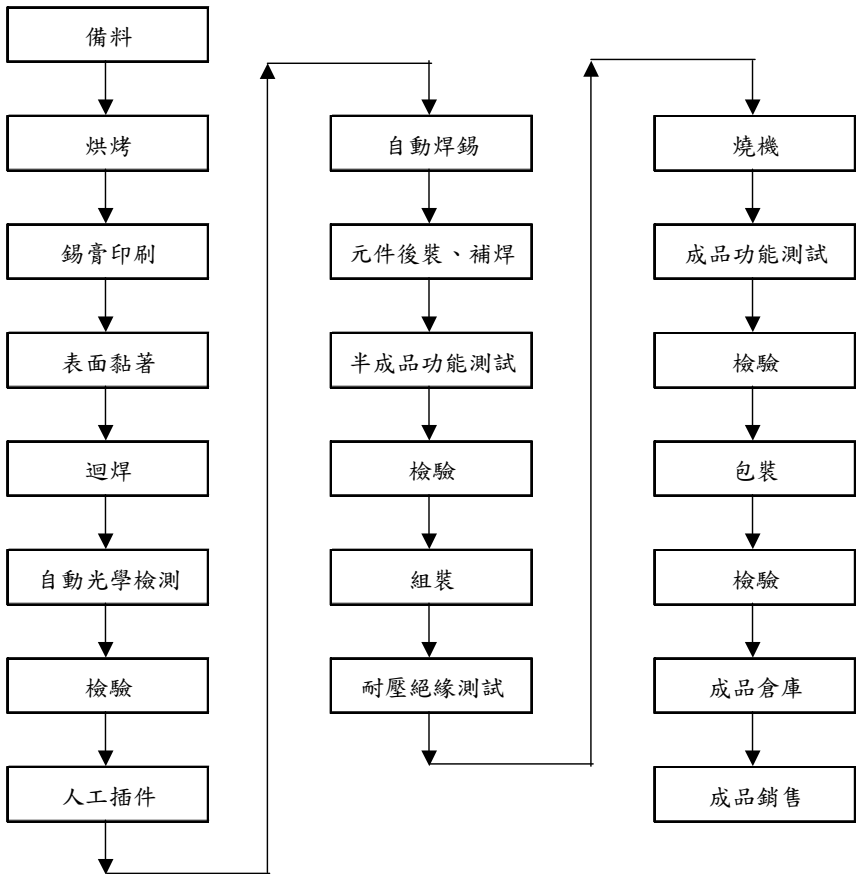 備料
烘烤
錫膏印刷
表面黏著
迴焊
自動光學檢測
檢驗
人工插件
自動焊錫
元件後裝、補焊
半成品功能測試
檢驗
組裝
耐壓絕緣測試
燒機
成品功能測試
檢驗
包裝
檢驗
成品倉庫
成品銷售